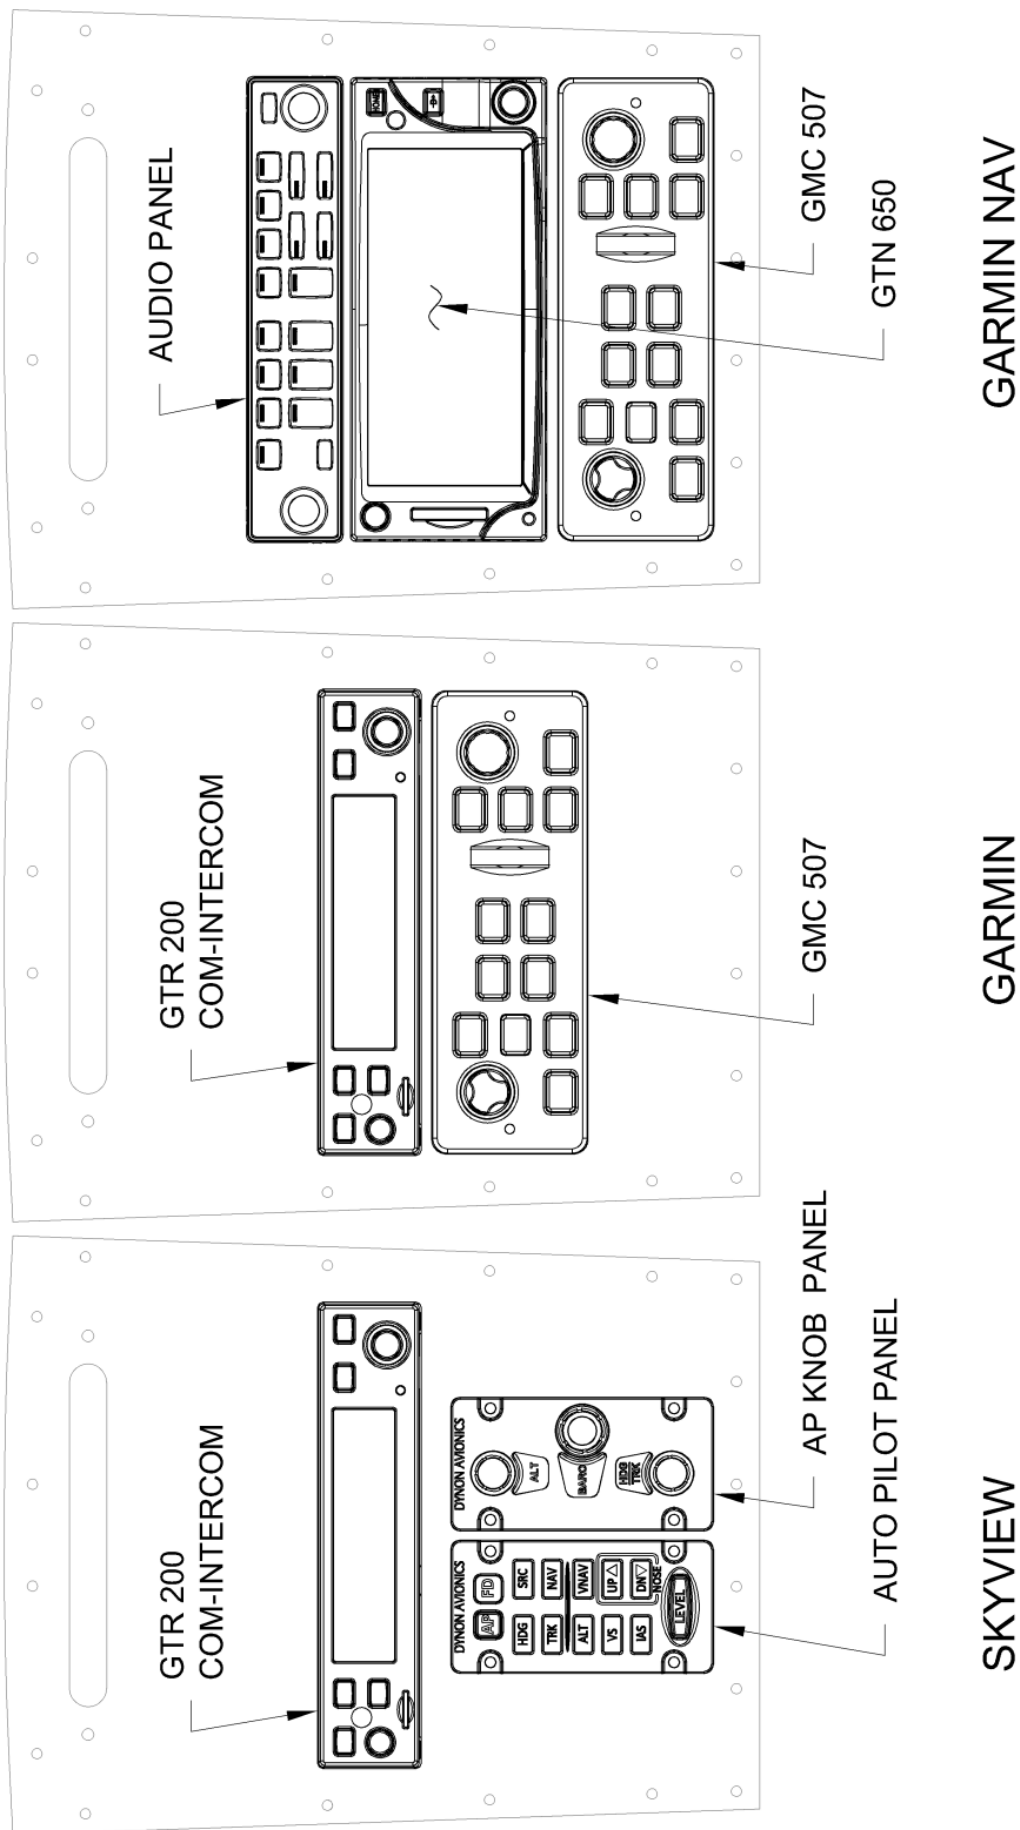 GTR 200
COM-INTERCOM
DYNON AVIONICS
AP FD
HDG SRC
TRK NAV
ALT VNAV
VS UP
IAS DN
NOSE
LEVEL
DYNON AVIONICS
ALT
BARO
HDG
TRK
AP KNOB PANEL
AUTO PILOT PANEL
SKYVIEW
GTR 200
COM-INTERCOM
GMC 507
GARMIN
AUDIO PANEL
HOME
GMC 507
GTN 650
GARMIN NAV